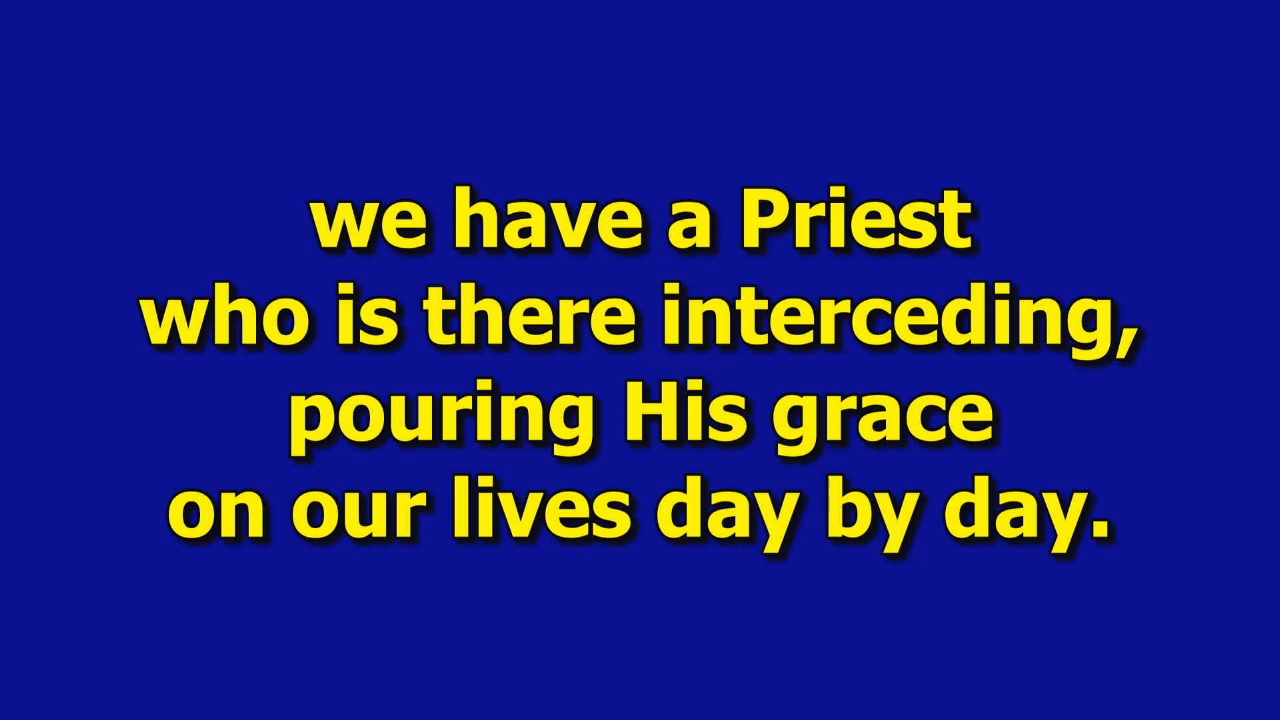 we have a Priest
who is there interceding,
pouring His grace
on our lives day by day.